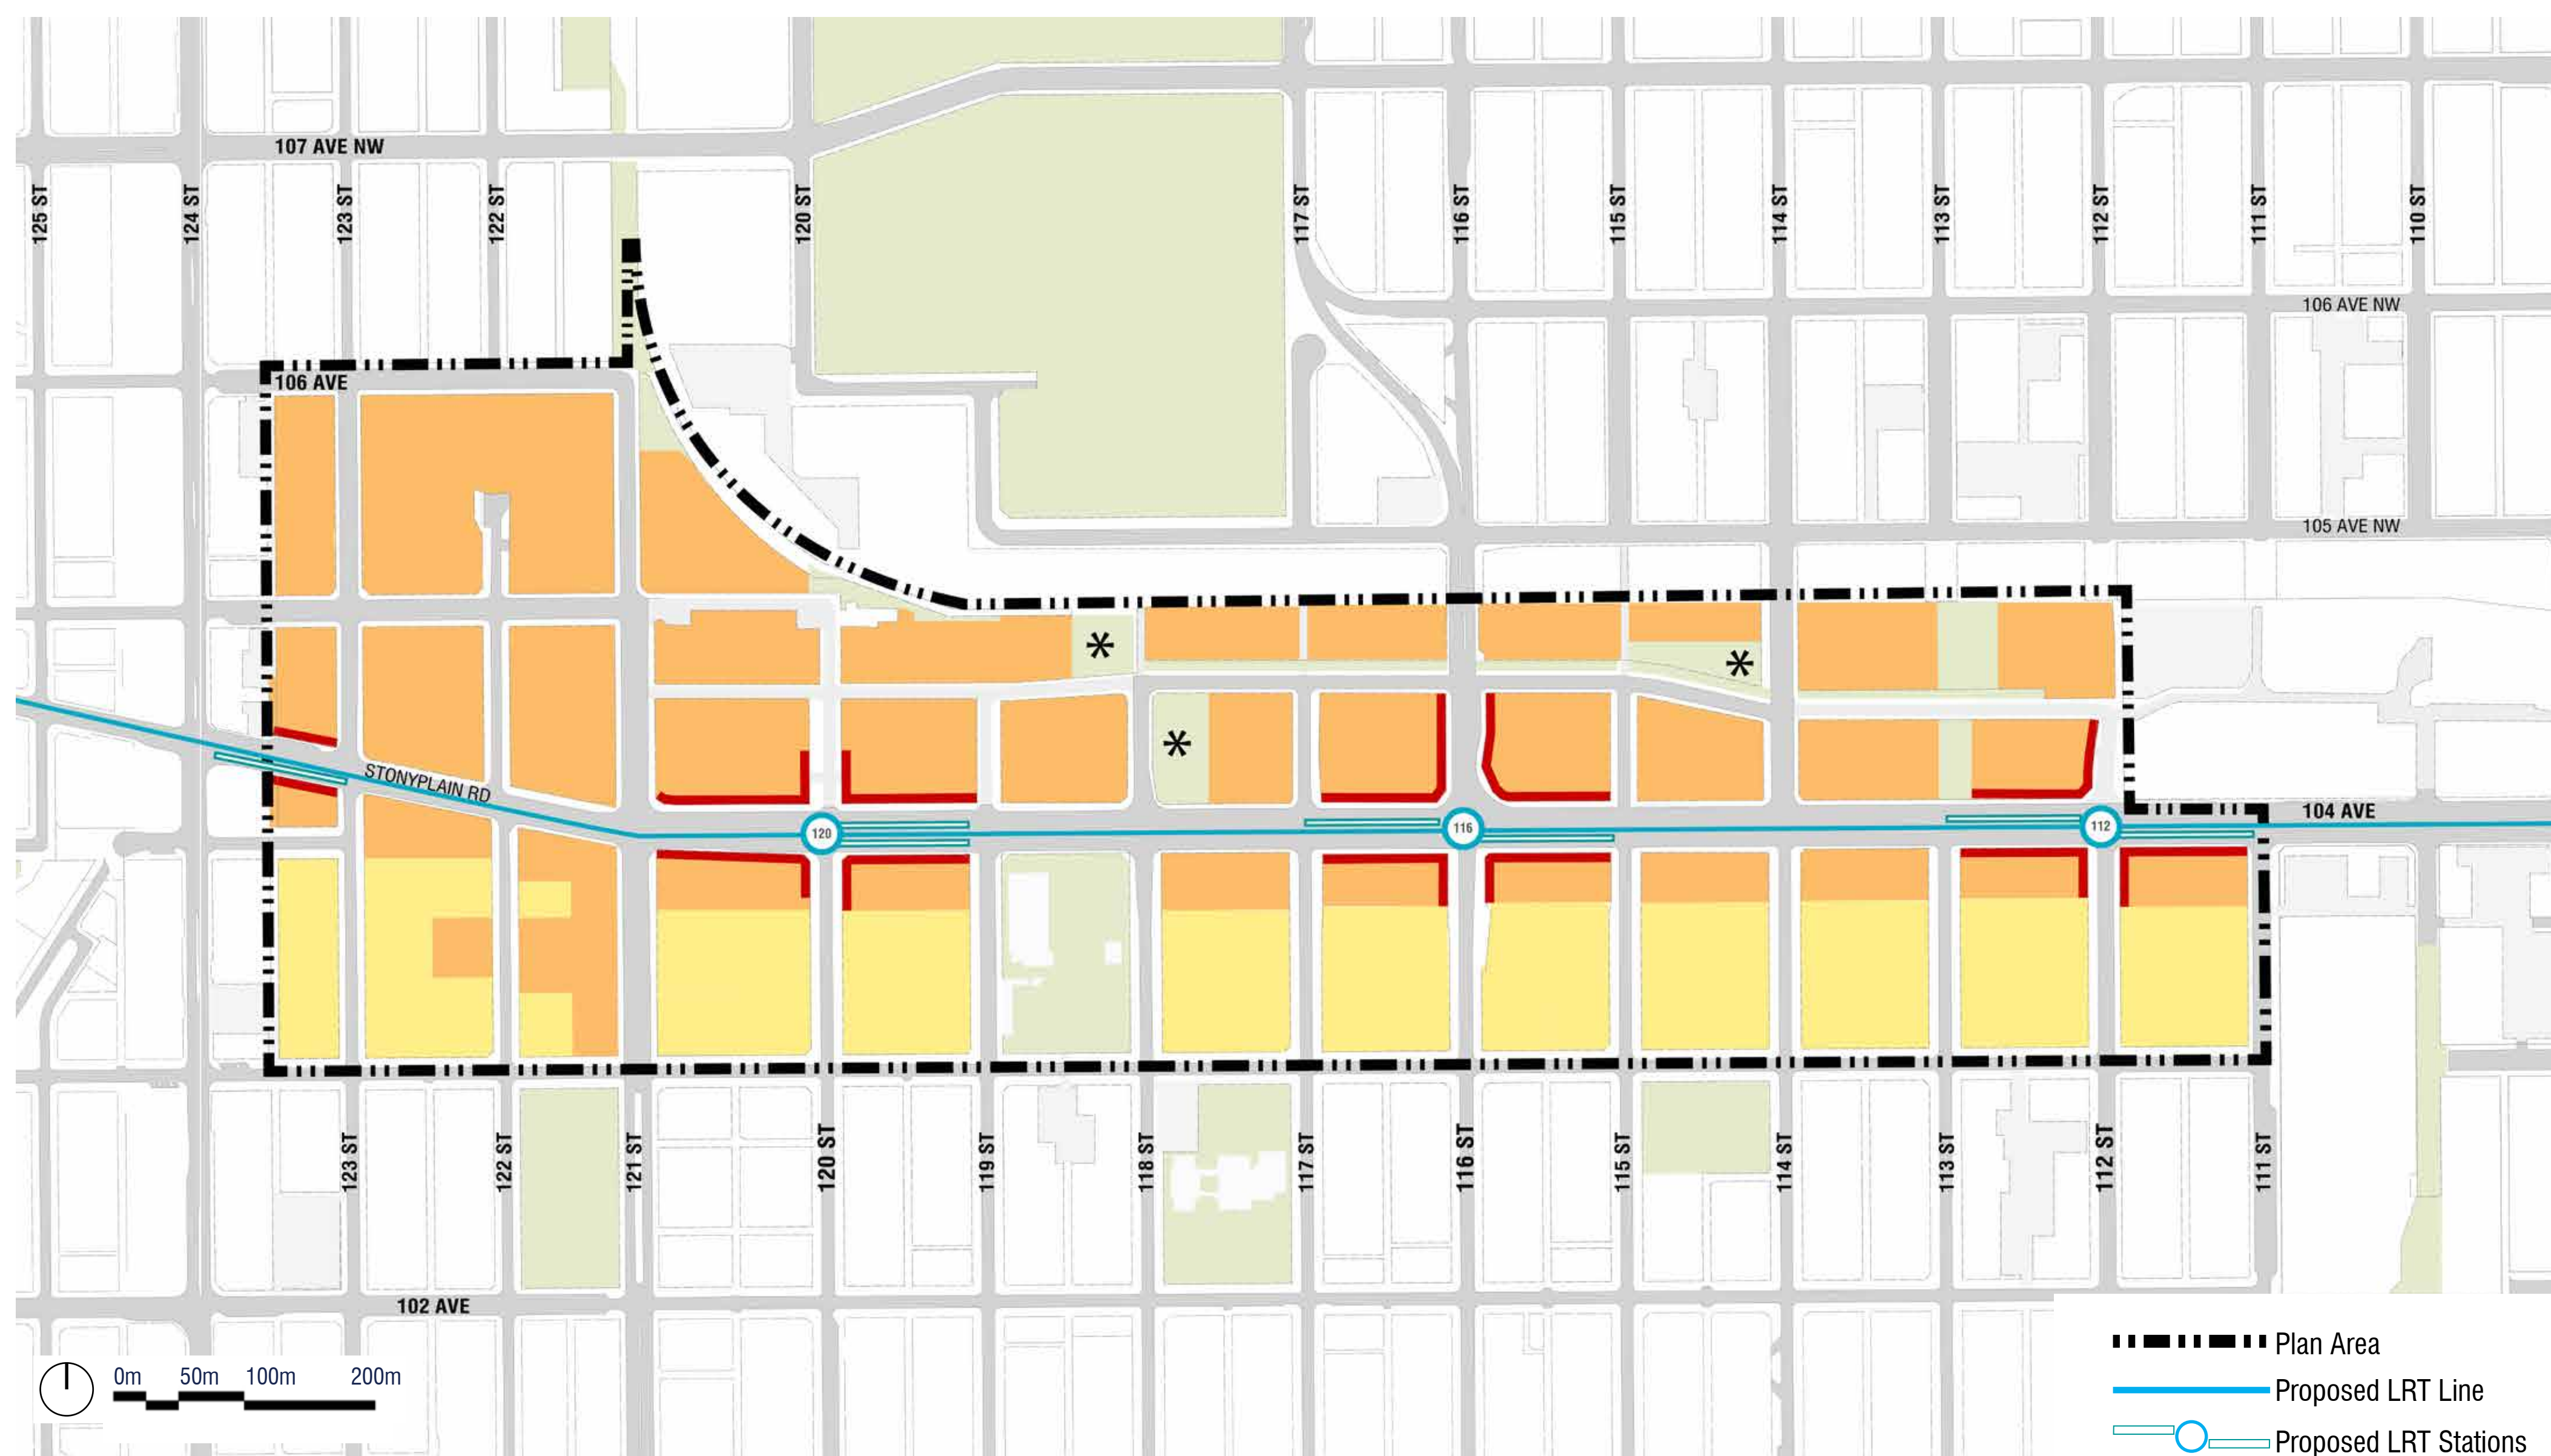 107 AVE NW
125 ST
124 ST
123 ST
122 ST
120 ST
117 ST
116 ST
115 ST
114 ST
113 ST
112 ST
111 ST
110 ST
106 AVE NW
106 AVE
105 AVE NW
*
*
*
STONYPLAIN RD
120
116
112
104 AVE
123 ST
122 ST
121 ST
120 ST
119 ST
118 ST
117 ST
116 ST
115 ST
114 ST
113 ST
112 ST
111 ST
102 AVE
0m 50m 100m 200m
Plan Area
Proposed LRT Line
Proposed LRT Stations